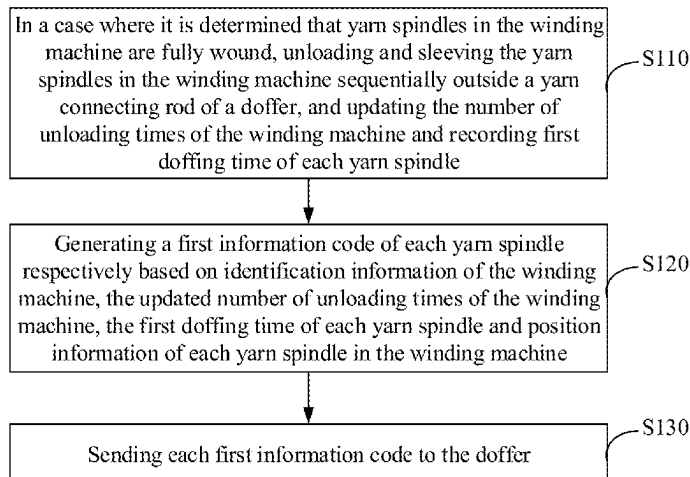 In a case where it is determined that yarn spindles in the winding
machine are fully wound, unloading and sleeving the yarn
spindles in the winding machine sequentially outside a yarn
connecting rod of a doffer, and updating the number of
unloading times of the winding machine and recording first
doffing time of each yarn spindle
S110
Generating a first information code of each yarn spindle
respectively based on identification information of the winding
machine, the updated number of unloading times of the winding
machine, the first doffing time of each yarn spindle and position
information of each yarn spindle in the winding machine
S120
Sending each first information code to the doffer
S130